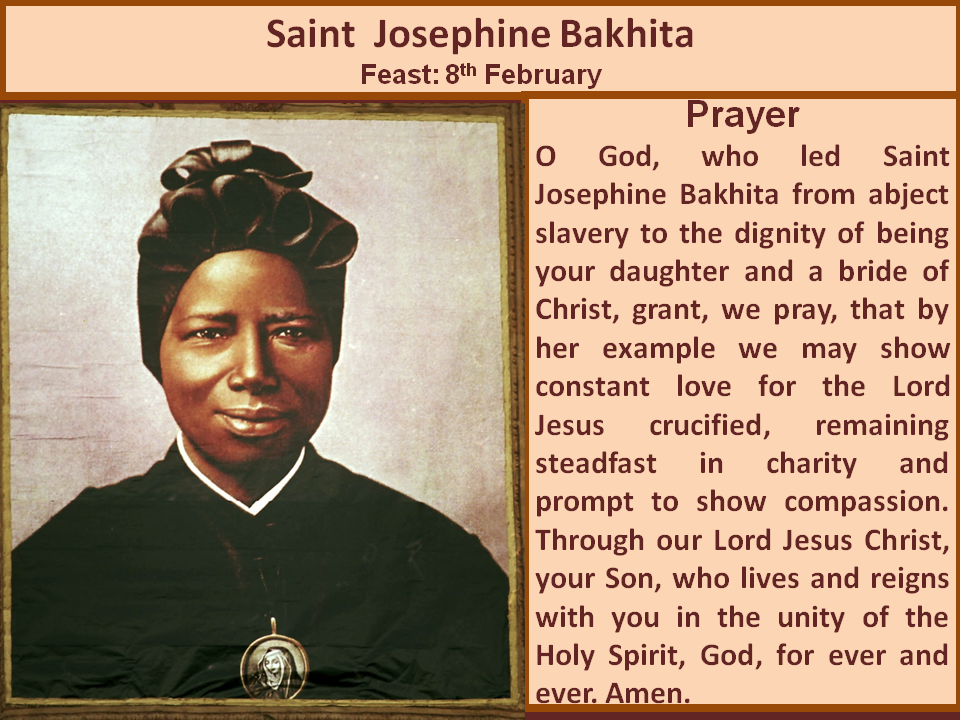 Saint Josephine Bakhita
Feast: 8th February
Prayer
O God, who led Saint
Josephine Bakhita from abject
slavery to the dignity of being
your daughter and a bride of
Christ, grant, we pray, that by
her example we may show
constant love for the Lord
Jesus crucified, remaining
steadfast in charity and
prompt to show compassion.
Through our Lord Jesus Christ,
your Son, who lives and reigns
with you in the unity of the
Holy Spirit, God, for ever and
ever. Amen.